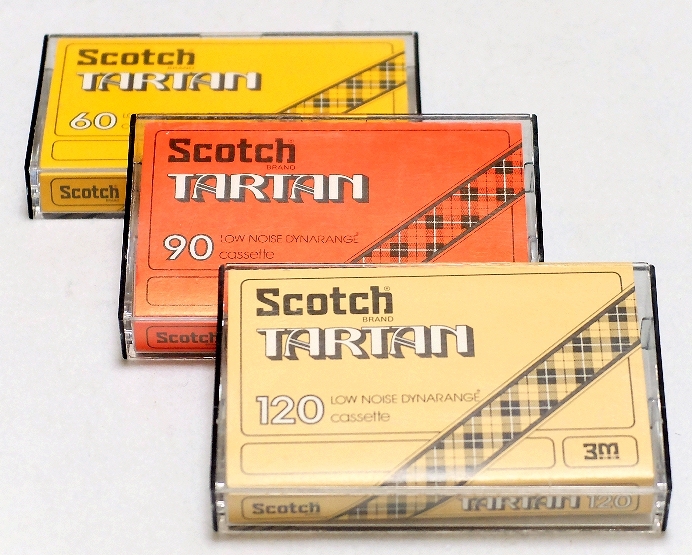 Scotch
TARTAN
60
Scotch
Scotch®
BRAND
TARTAN
90 LOW NOISE DYNARANGE
cassette
Scotch
Scotch®
BRAND
TARTAN
120 LOW NOISE DYNARANGE
cassette
3M
Scotch TARTAN 120